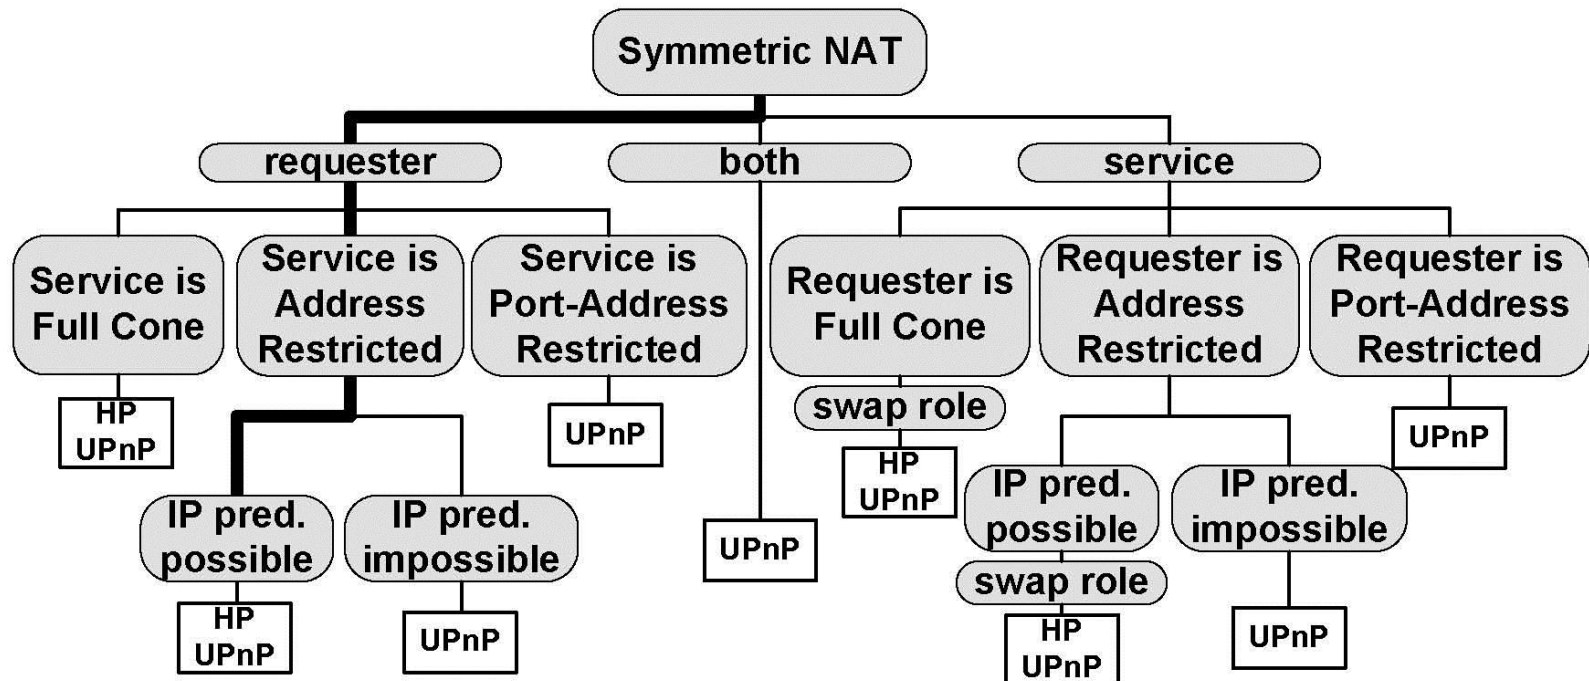 Symmetric NAT
requester
both
service
Service is
Full Cone
Service is
Address
Restricted
Service is
Port-Address
Restricted
Requester is
Full Cone
Requester is
Address
Restricted
Requester is
Port-Address
Restricted
HP
UPnP
UPnP
swap role
HP
UPnP
UPnP
IP pred.
possible
IP pred.
impossible
UPnP
IP pred.
possible
IP pred.
impossible
swap role
HP
UPnP
UPnP
HP
UPnP
UPnP